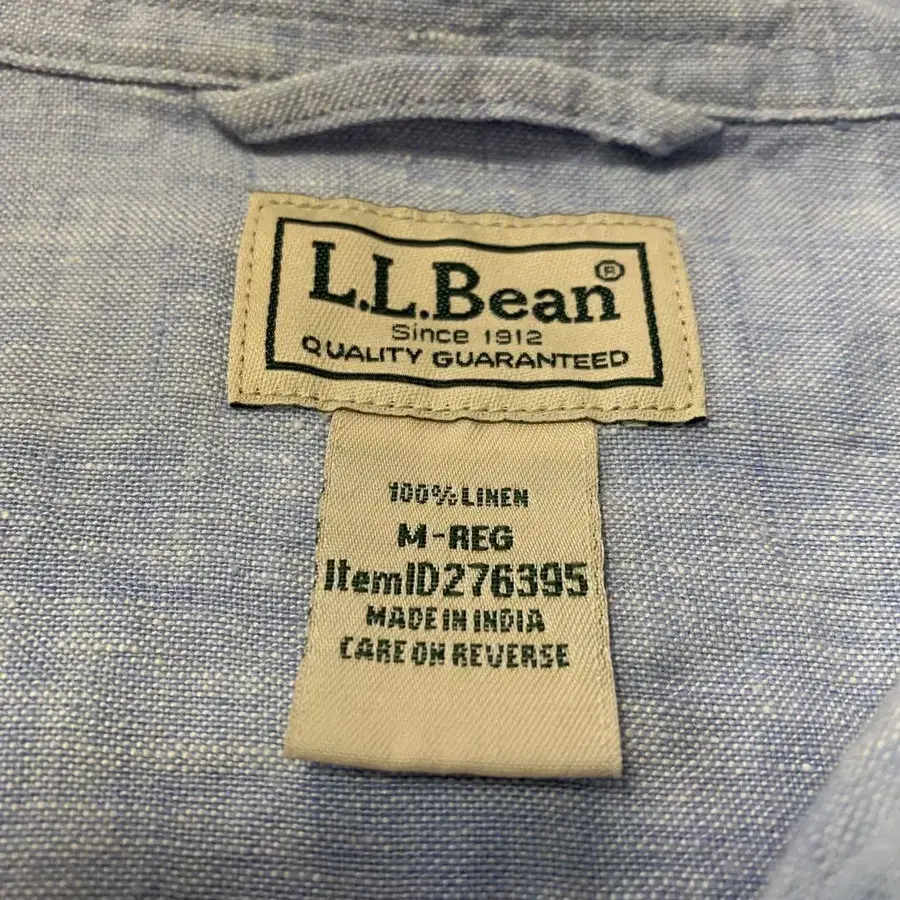 L.L.Bean®
Since 1912
QUALITY GUARANTEED
100% LINEN
M-REG
ItemID276395
MADE IN INDIA
CARE ON REVERSE